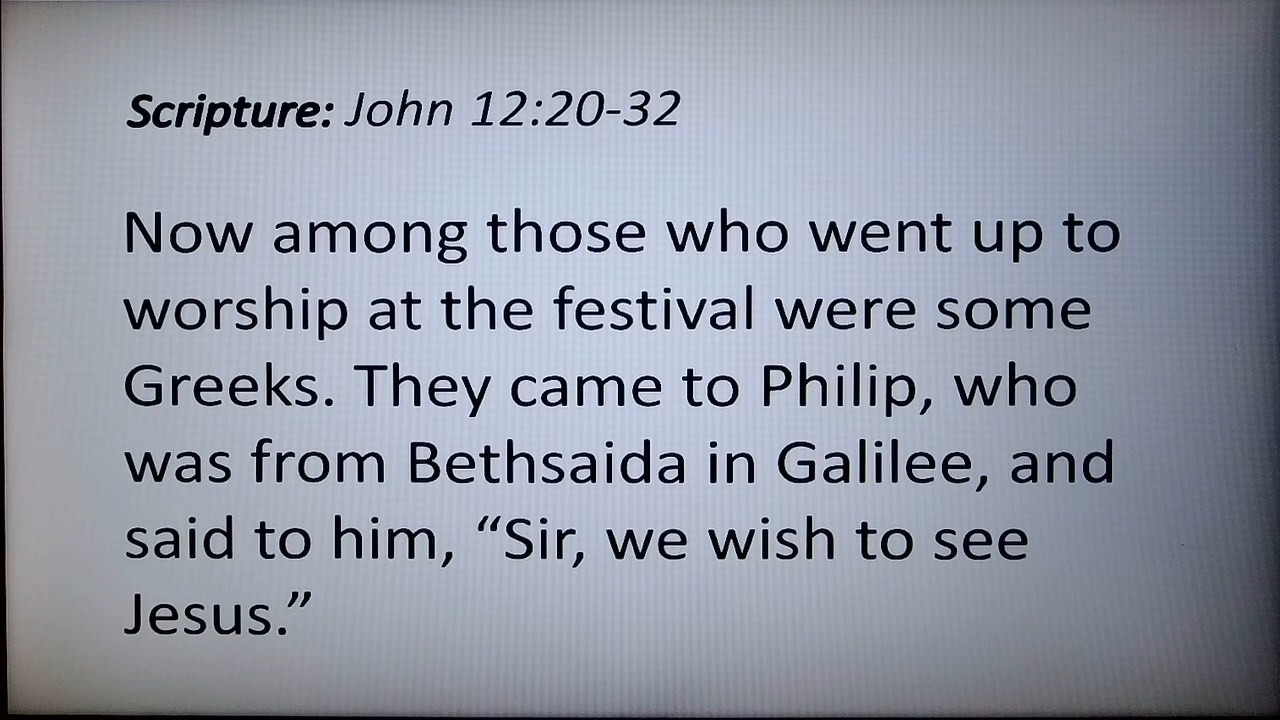 Scripture: John 12:20-32
Now among those who went up to
worship at the festival were some
Greeks. They came to Philip, who
was from Bethsaida in Galilee, and
said to him, “Sir, we wish to see
Jesus.”